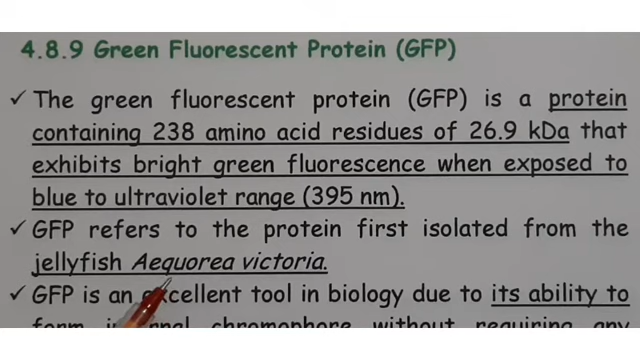 4.8.9 Green Fluorescent Protein (GFP)
✓ The green fluorescent protein (GFP) is a protein
containing 238 amino acid residues of 26.9 kDa that
exhibits bright green fluorescence when exposed to
blue to ultraviolet range (395 nm).
✓ GFP refers to the protein first isolated from the
jellyfish Aequorea victoria.
✓ GFP is an excellent tool in biology due to its ability to
form internal chromophore without requiring any